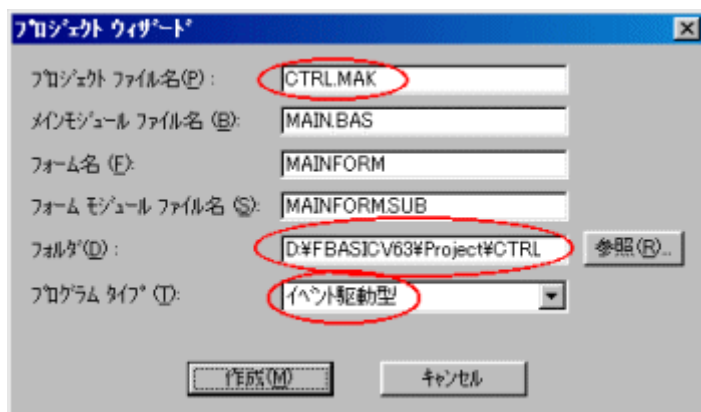 ﾌﾟﾛｼﾞｪｸﾄ ｳｨｻﾞｰﾄﾞ
ﾌﾟﾛｼﾞｪｸﾄ ﾌｧｲﾙ名(P) : CTRL.MAK
ﾒｲﾝﾓｼﾞｭｰﾙ ﾌｧｲﾙ名 (B): MAIN.BAS
ﾌｫｰﾑ名 (F): MAINFORM
ﾌｫｰﾑ ﾓｼﾞｭｰﾙ ﾌｧｲﾙ名 (S): MAINFORM.SUB
ﾌｫﾙﾀﾞ(D) : D:¥FBASICV63¥Project¥CTRL 参照(R)..
ﾌﾟﾛｸﾞﾗﾑ ﾀｲﾌﾟ (T): ｲﾍﾞﾝﾄ駆動型
作成(M) ｷｬﾝｾﾙ